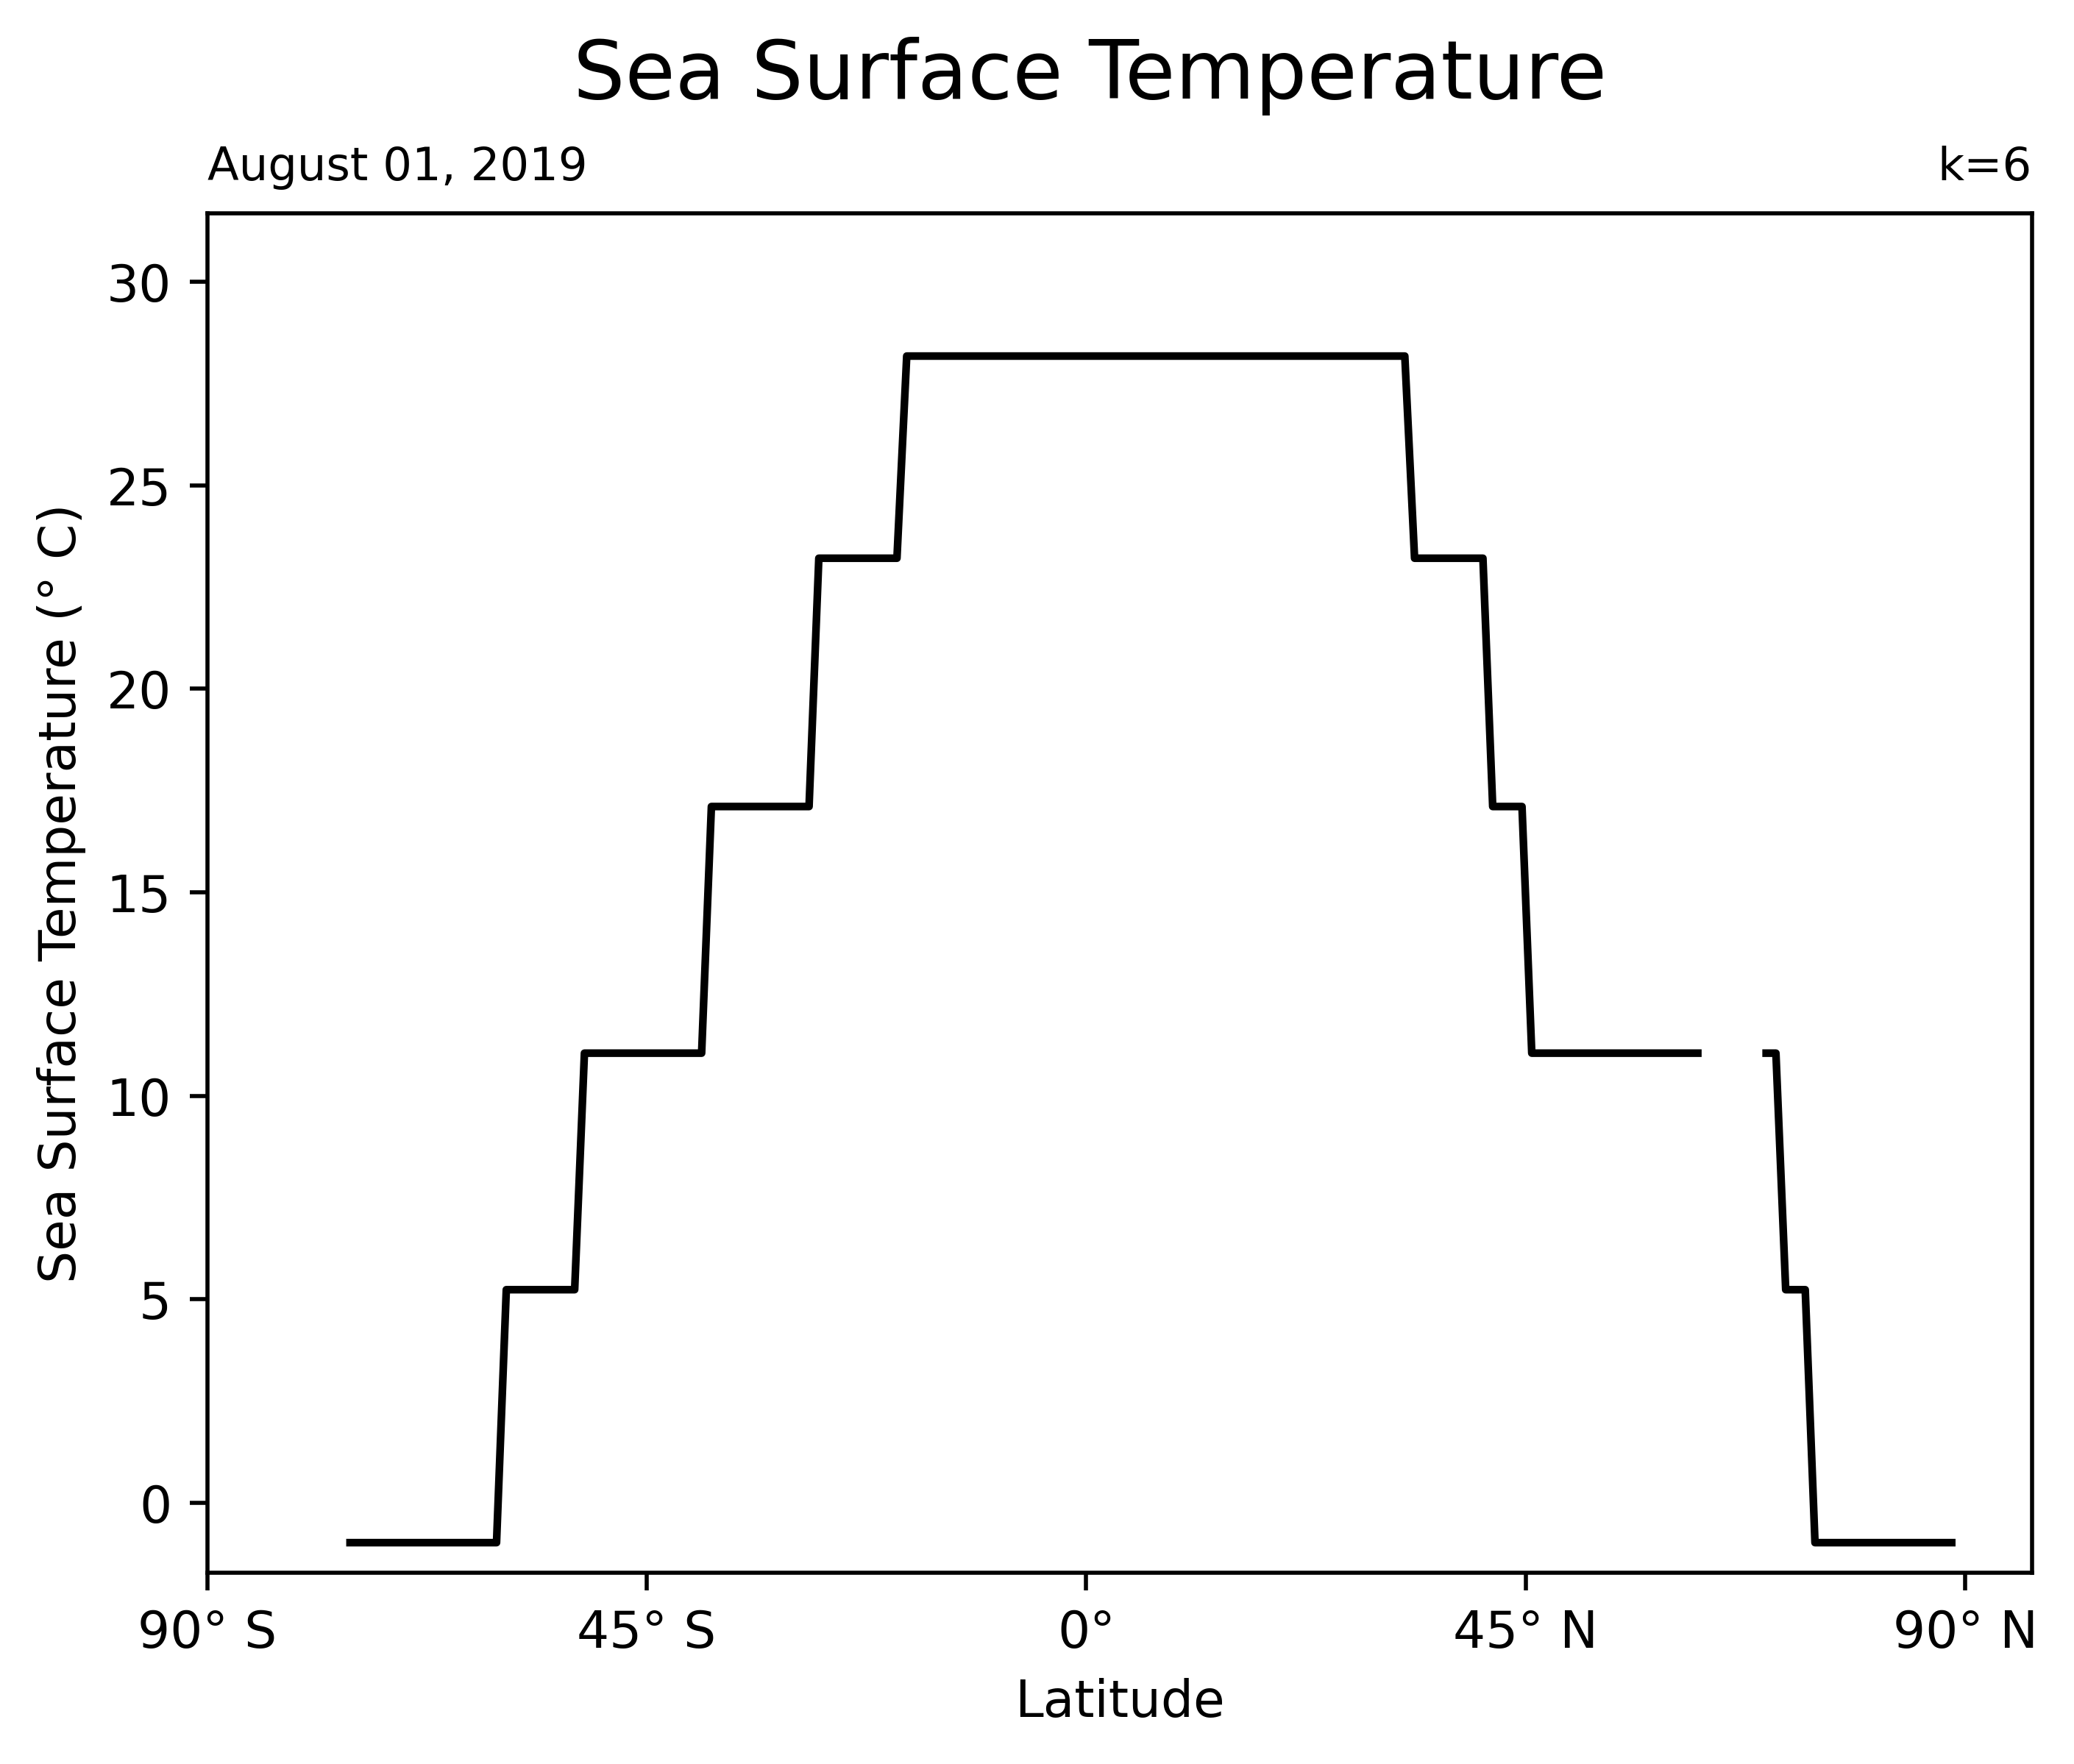 Sea Surface Temperature
August 01, 2019
k=6
30
25
20
15
10
5
0
Sea Surface Temperature (° C)
90° S
45° S
0°
45° N
90° N
Latitude